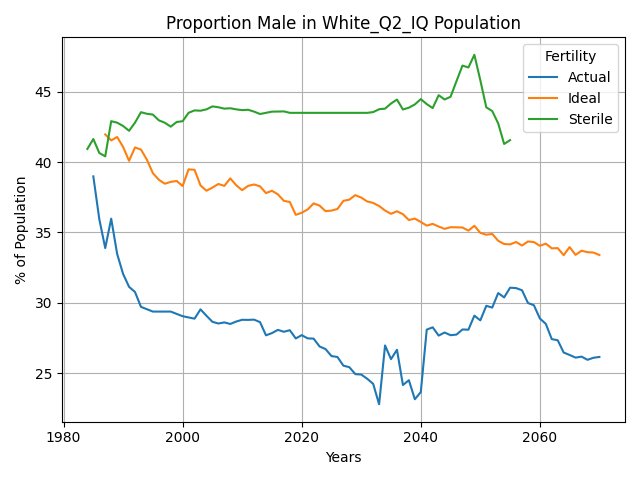 Proportion Male in White_Q2_IQ Population
Fertility
Actual
Ideal
Sterile
% of Population
45
40
35
30
25
1980
2000
2020
2040
2060
Years